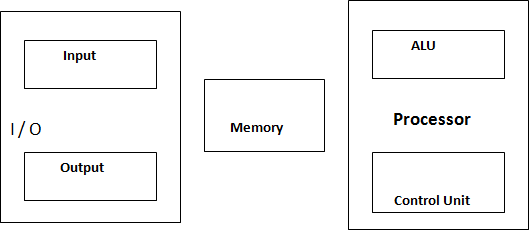 Input
I / O
Output
Memory
ALU
Processor
Control Unit